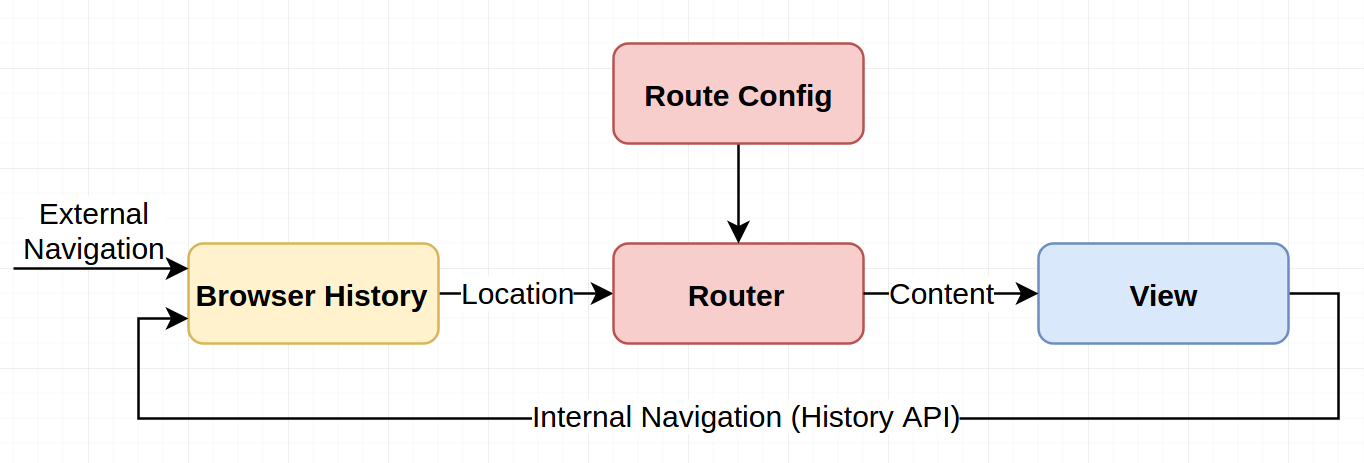 Route Config
External
Navigation
Browser History
Location
Router
Content
View
Internal Navigation (History API)